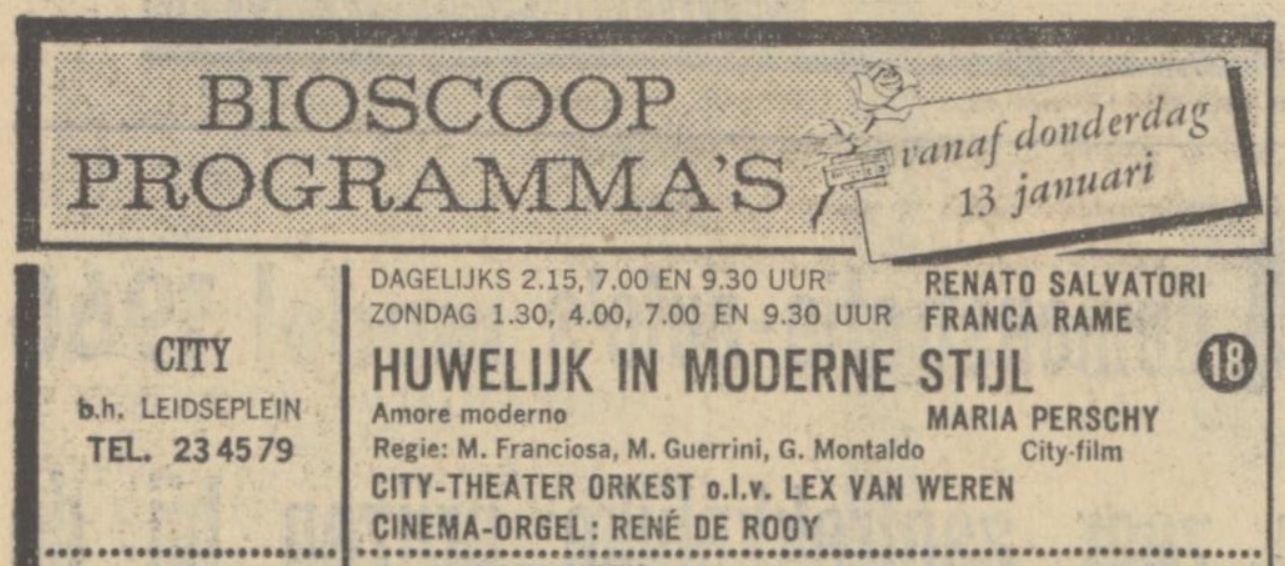 BIOSCOOP
PROGRAMMA'S
vanaf donderdag
13 januari
CITY
b.h. LEIDSEPLEIN
TEL. 23 45 79
DAGELIJKS 2.15, 7.00 EN 9.30 UUR
ZONDAG 1.30, 4.00, 7.00 EN 9.30 UUR
RENATO SALVATORI
FRANCA RAME
HUWELIJK IN MODERNE STIJL
18
Amore moderno
MARIA PERSCHY
Regie: M. Franciosa, M. Guerrini, G. Montaldo
City-film
CITY-THEATER ORKEST o.l.v. LEX VAN WEREN
CINEMA-ORGEL: RENÉ DE ROOY